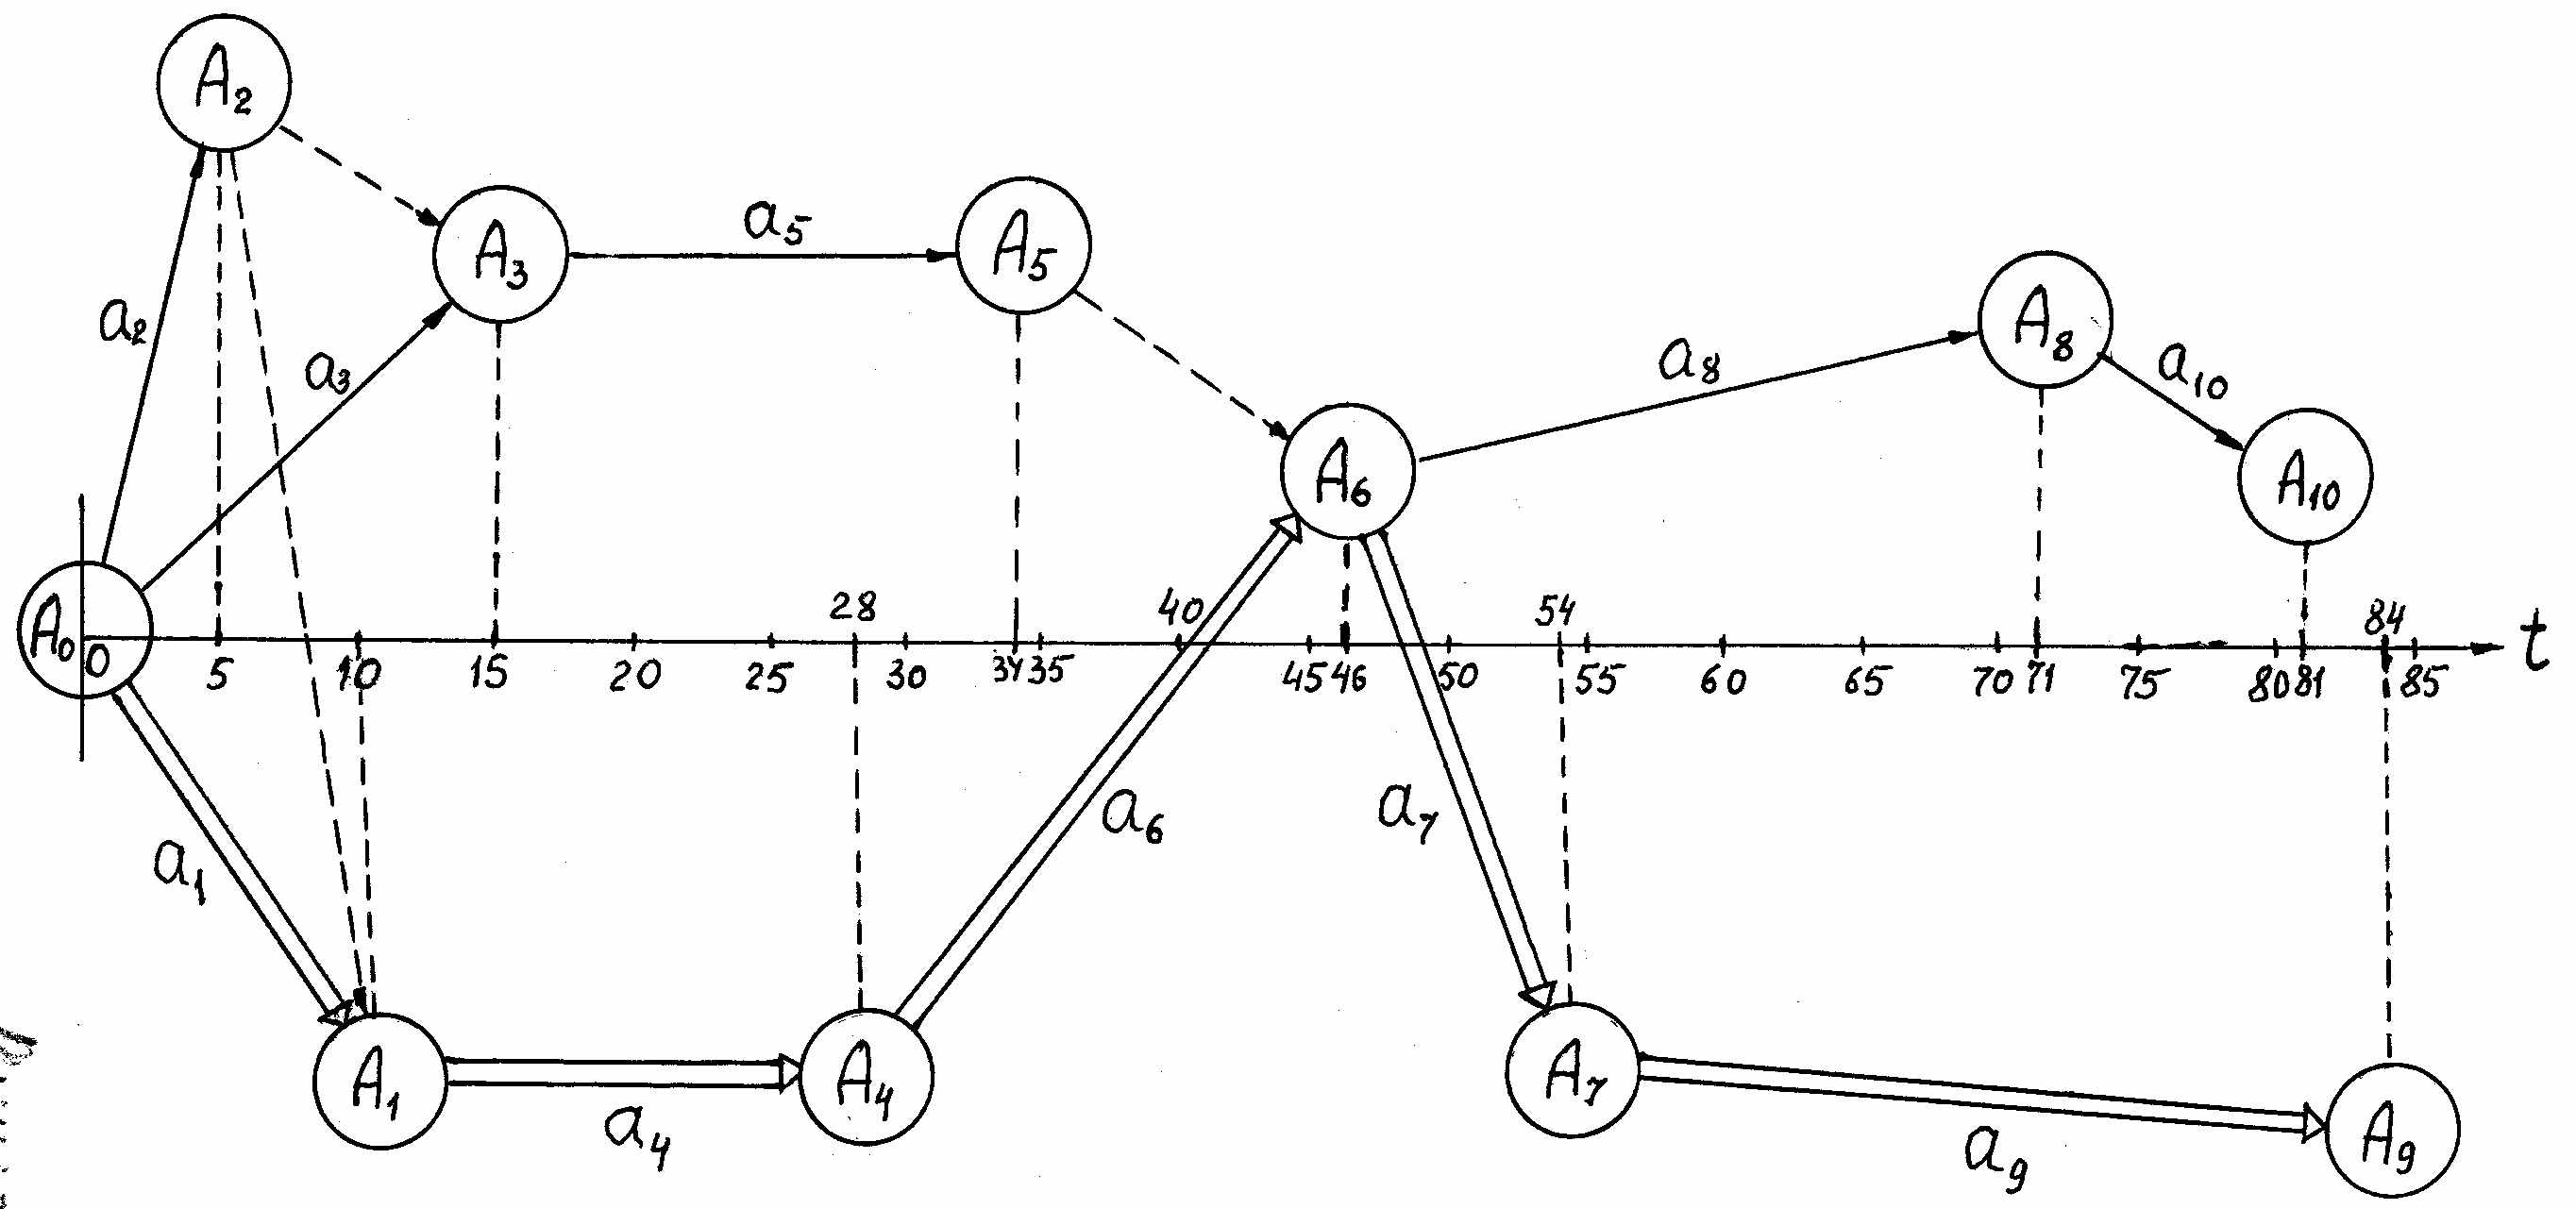 A₂
A₃
a₅
A₅
a₂
a₃
a₈
A₈
a₁₀
A₆
A₁₀
A₀
0
28
40
54
84
t
5 10 15 20 25 30 34 35 45 46 50 55 60 65 70 71 75 80 81 85
a₁
a₆
a₇
A₁
a₄
A₄
A₇
a₉
A₉